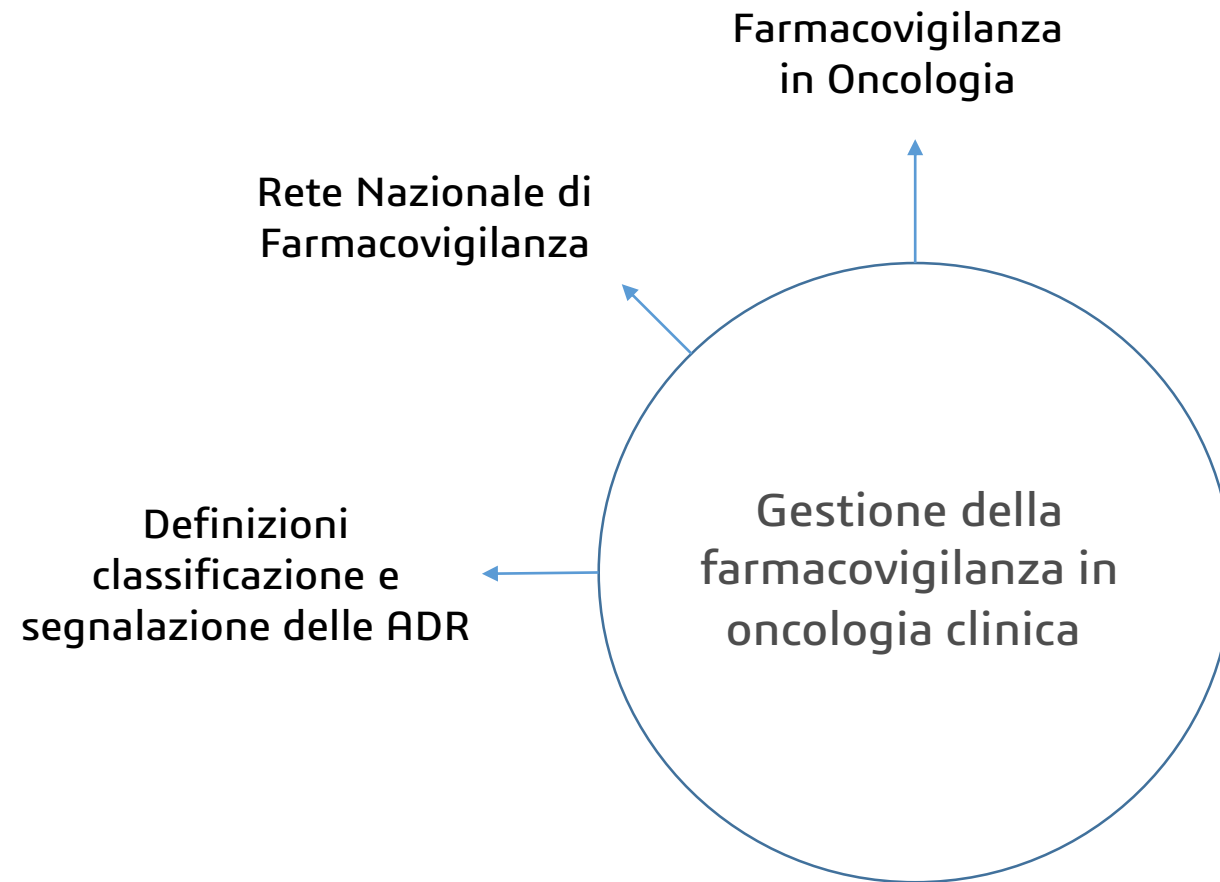 Farmacovigilanza
in Oncologia
Rete Nazionale di
Farmacovigilanza
Definizioni
classificazione e
segnalazione delle ADR
Gestione della
farmacovigilanza in
oncologia clinica